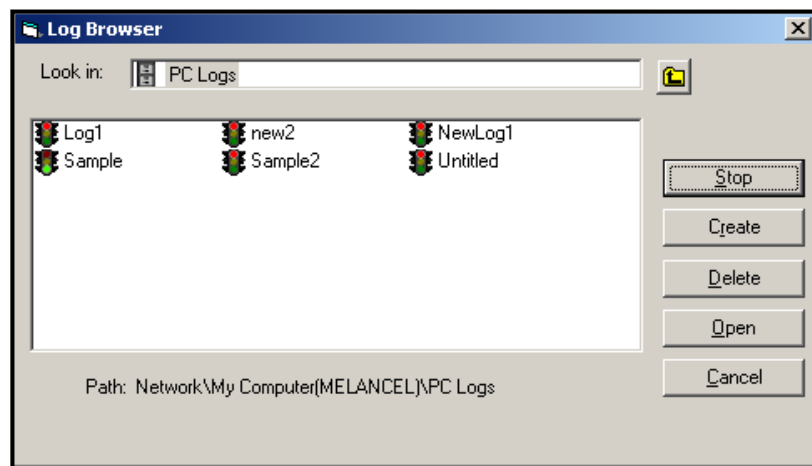 Log Browser
Look in: PC Logs
Log1 new2 NewLog1
Sample Sample2 Untitled
Stop
Create
Delete
Open
Cancel
Path: Network\My Computer(MELANCEL)\PC Logs